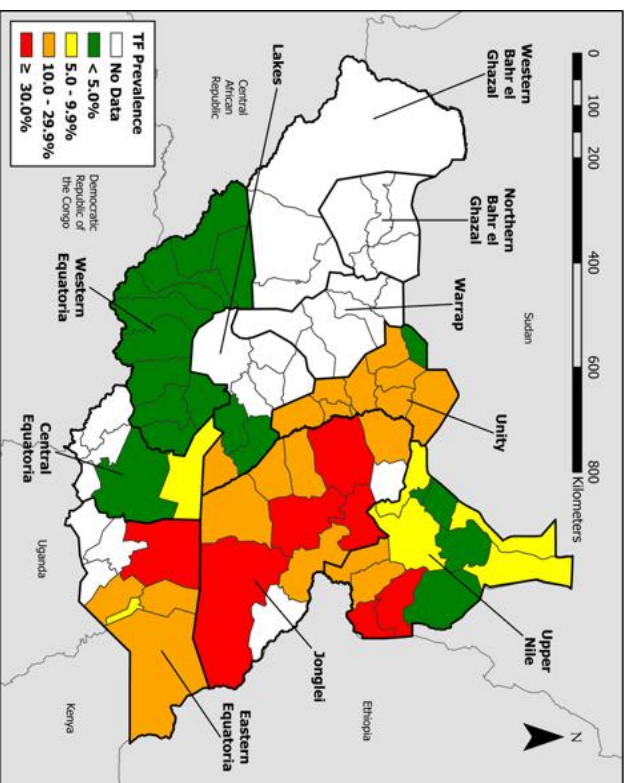 0
100
200
400
600
800
Kilometers
N
Western
Bahr el
Ghazal
Northern
Bahr el
Ghazal
Warrap
Sudan
Unity
Upper
Nile
Ethiopia
Lakes
Central
African
Republic
Jonglei
Eastern
Equatoria
Democratic
Republic of
the Congo
Western
Equatoria
Central
Equatoria
Uganda
Kenya
TF Prevalence
No Data
< 5.0%
5.0 - 9.9%
10.0 - 29.9%
≥ 30.0%